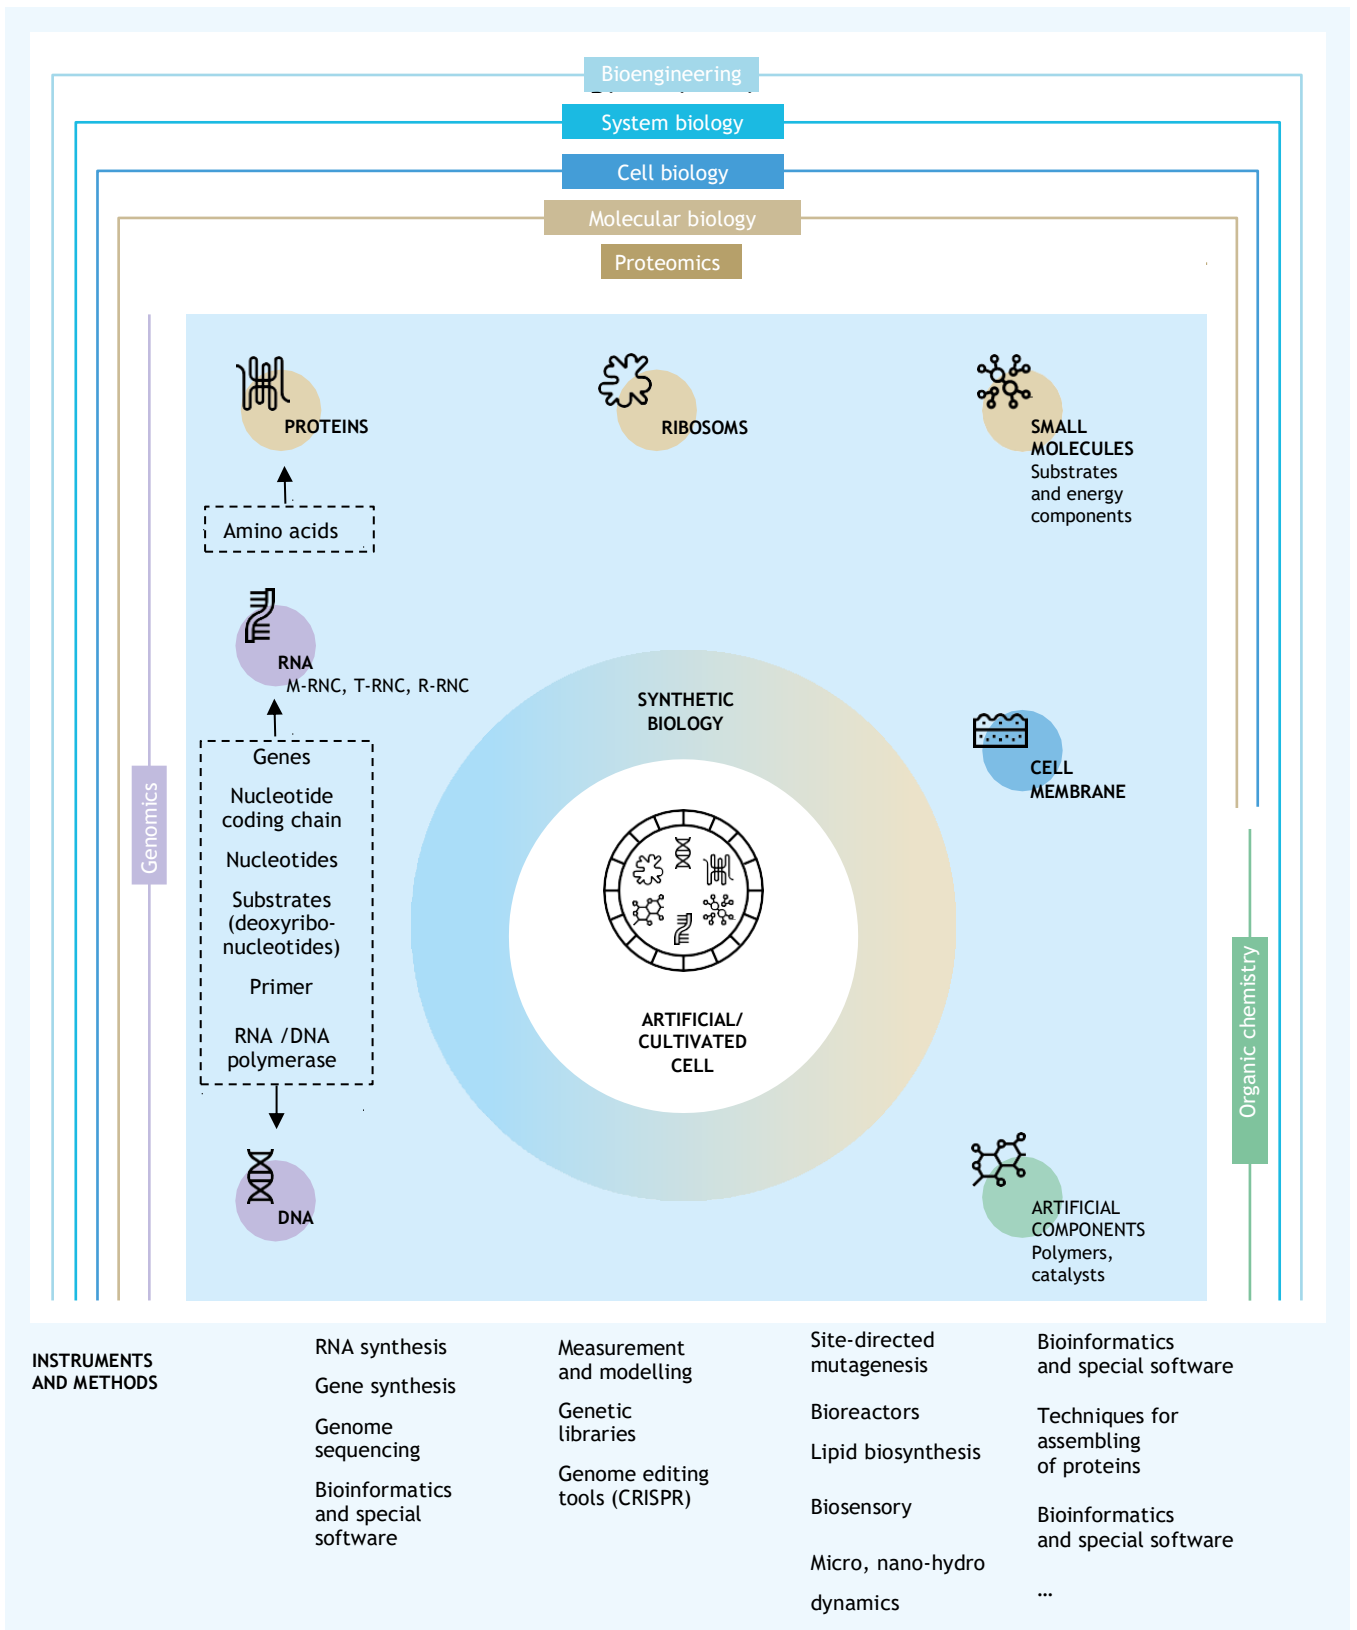 Bioengineering
System biology
Cell biology
Molecular biology
Proteomics
Genomics
Organic chemistry
PROTEINS
RIBOSOMS
SMALL
MOLECULES
Substrates
and energy
components
Amino acids
RNA
M-RNC, T-RNC, R-RNC
Genes
Nucleotide
coding chain
Nucleotides
Substrates
(deoxyribo-
nucleotides)
Primer
RNA /DNA
polymerase
DNA
SYNTHETIC
BIOLOGY
ARTIFICIAL/
CULTIVATED
CELL
CELL
MEMBRANE
ARTIFICIAL
COMPONENTS
Polymers,
catalysts
INSTRUMENTS
AND METHODS
RNA synthesis
Gene synthesis
Genome
sequencing
Bioinformatics
and special
software
Measurement
and modelling
Genetic
libraries
Genome editing
tools (CRISPR)
Site-directed
mutagenesis
Bioreactors
Lipid biosynthesis
Biosensory
Micro, nano-hydro
dynamics
Bioinformatics
and special software
Techniques for
assembling
of proteins
Bioinformatics
and special software
…